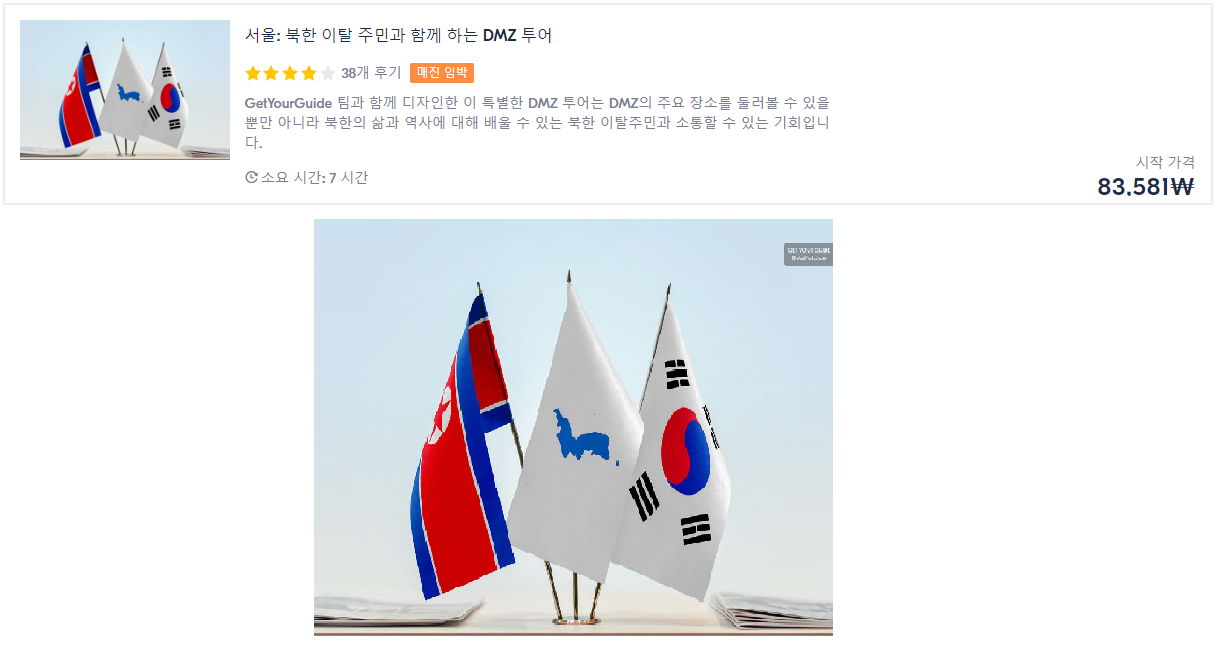 서울: 북한 이탈 주민과 함께 하는 DMZ 투어
38개 후기 매진 임박
GetYourGuide 팀과 함께 디자인한 이 특별한 DMZ 투어는 DMZ의 주요 장소를 둘러볼 수 있을
뿐만 아니라 북한의 삶과 역사에 대해 배울 수 있는 북한 이탈주민과 소통할 수 있는 기회입니
다.
소요 시간: 7 시간
시작 가격
83,581₩
GET YOUR GUIDE